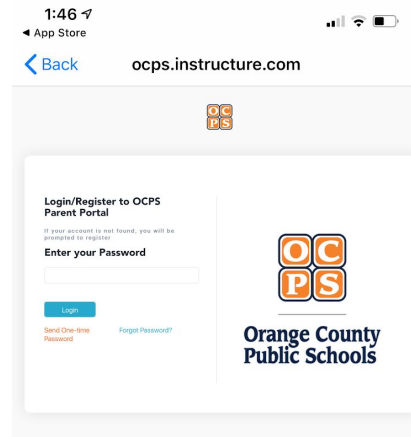 1:46
App Store
Back
ocps.instructure.com
OC
PS
Login/Register to OCPS
Parent Portal
If your account is not found, you will be
prompted to register
Enter your Password
Login
Send One-time
Password
Forgot Password?
OC
PS
Orange County
Public Schools